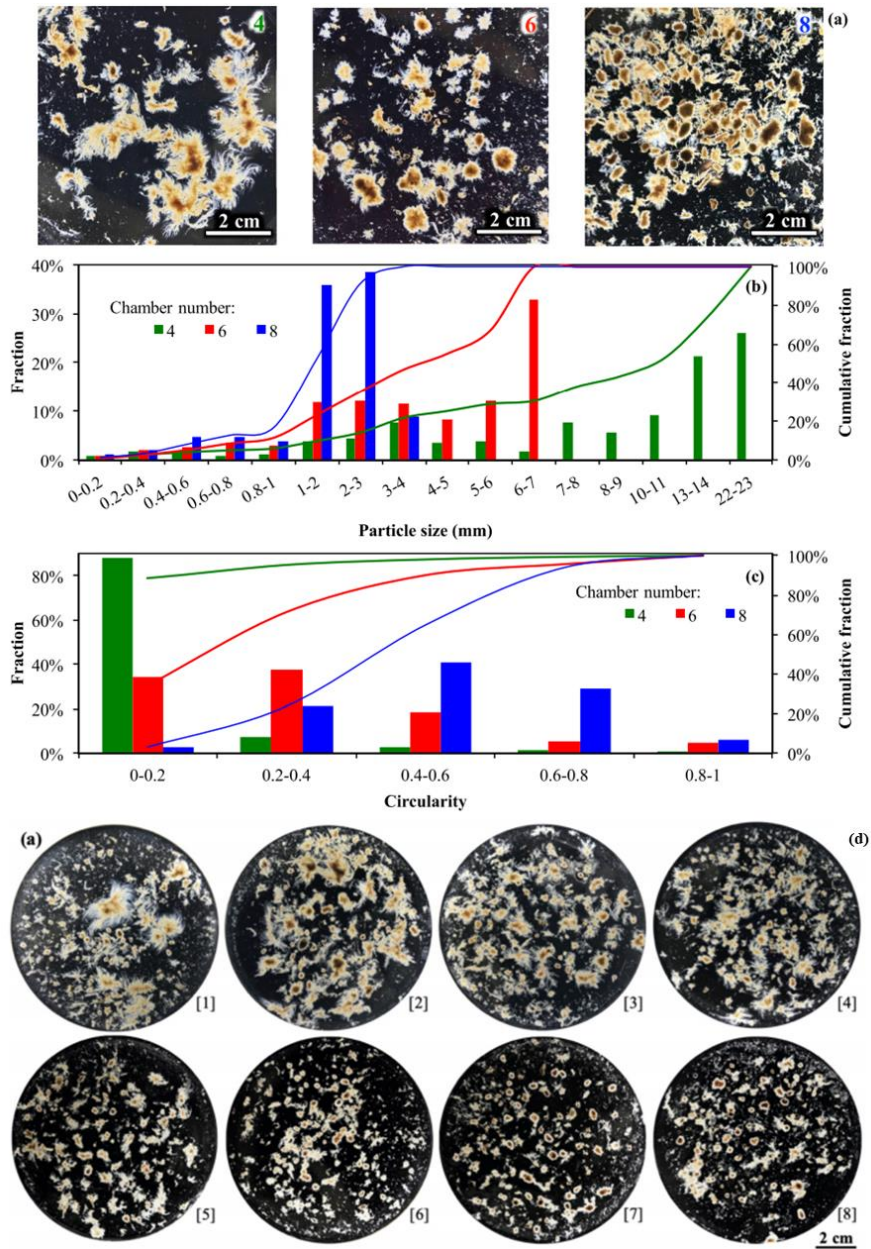 4 6 8 (a)
2 cm 2 cm 2 cm
40% 100%
(b)
Chamber number:
4 6 8
30% 80%
20% 60%
40%
10% 20%
0% 0%
Fraction
Cumulative fraction
0-0.2 0.2-0.4 0.4-0.6 0.6-0.8 0.8-1 1-2 2-3 3-4 4-5 5-6 6-7 7-8 8-9 10-11 13-14 22-23
Particle size (mm)
100%
80% (c)
Chamber number:
4 6 8
80%
60%
60%
40%
40%
20% 20%
0% 0%
Fraction
Cumulative fraction
0-0.2 0.2-0.4 0.4-0.6 0.6-0.8 0.8-1
Circularity
(a) (d)
[1] [2] [3] [4]
[5] [6] [7] [8]
2 cm